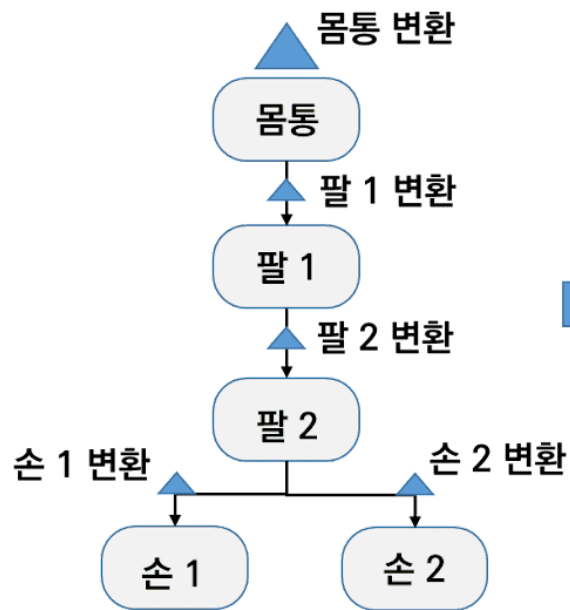 몸통 변환
몸통
팔 1 변환
팔 1
팔 2 변환
팔 2
손 1 변환
손 2 변환
손 1
손 2